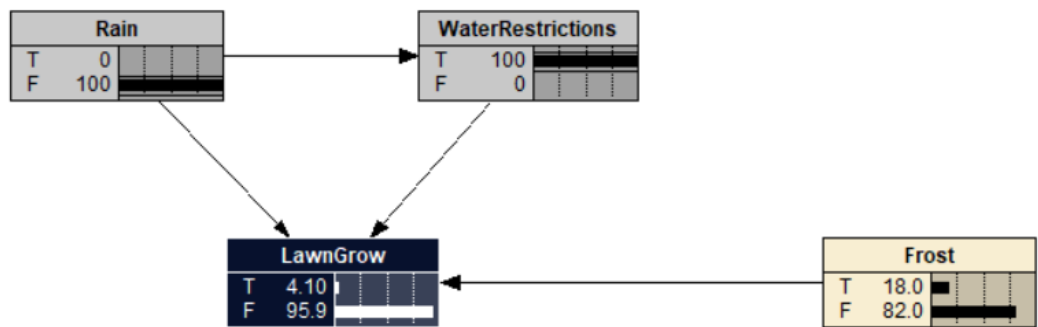 Rain
T 0
F 100
WaterRestrictions
T 100
F 0
LawnGrow
T 4.10
F 95.9
Frost
T 18.0
F 82.0